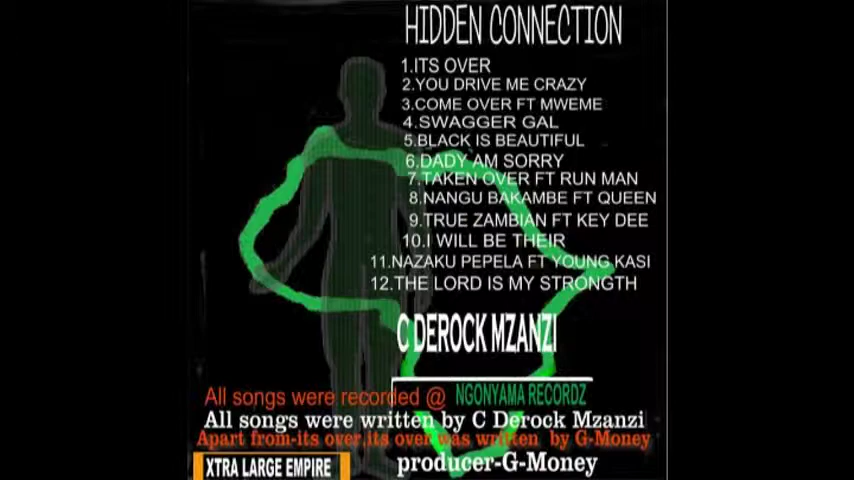 HIDDEN CONNECTION
1.ITS OVER
2.YOU DRIVE ME CRAZY
3.COME OVER FT MWEME
4.SWAGGER GAL
5.BLACK IS BEAUTIFUL
6.DADY AM SORRY
7.TAKEN OVER FT RUN MAN
8.NANGU BAKAMBE FT QUEEN
9.TRUE ZAMBIAN FT KEY DEE
10.I WILL BE THEIR
11.NAZAKU PEPELA FT YOUNG KASI
12.THE LORD IS MY STRONGTH
C DEROCK MZANZI
All songs were recorded @ NGONYAMA RECORDZ
All songs were written by C Derock Mzanzi
Apart from-its over,its over was written by G-Money
XTRA LARGE EMPIRE producer-G-Money